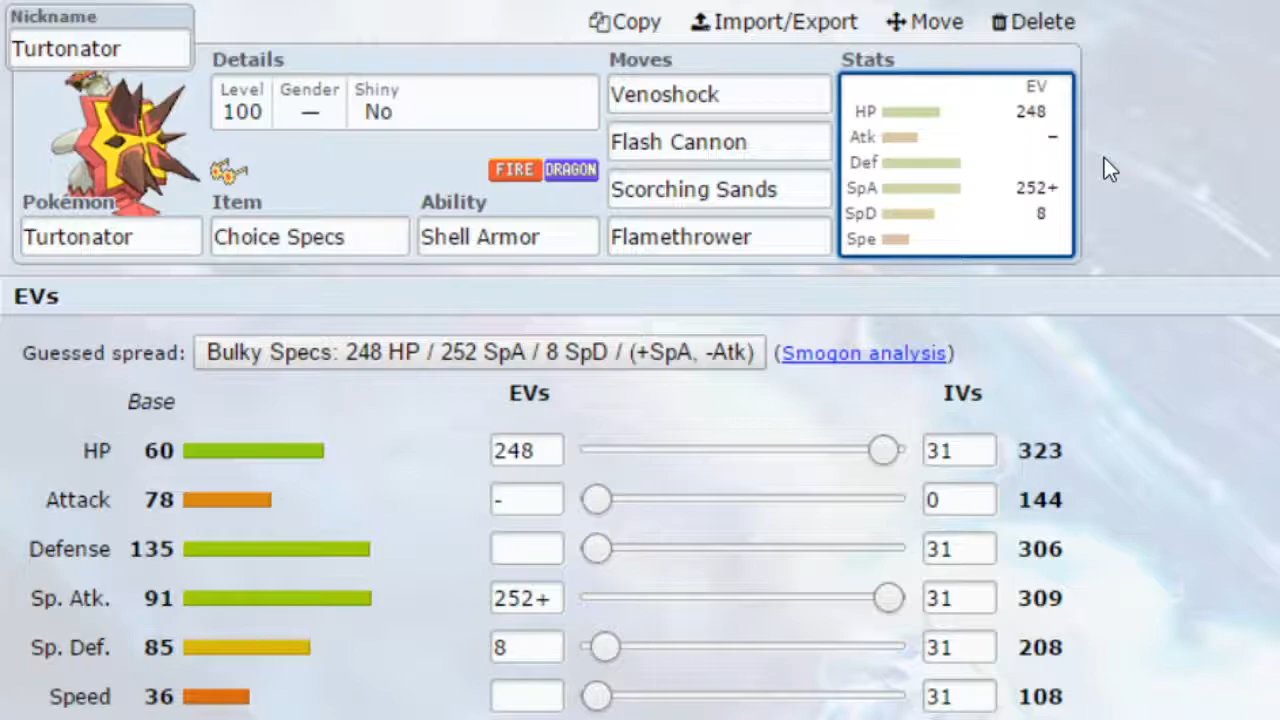 Nickname
Turtonator
Copy Import/Export Move Delete
Details
Level Gender Shiny
100 — No
FIRE DRAGON
Pokémon Item Ability
Turtonator Choice Specs Shell Armor
Moves
Venoshock
Flash Cannon
Scorching Sands
Flamethrower
Stats
EV
HP 248
Atk -
Def
SpA 252+
SpD 8
Spe
EVs
Guessed spread: Bulky Specs: 248 HP / 252 SpA / 8 SpD / (+SpA, -Atk) (Smogon analysis)
Base EVs IVs
HP 60 248 31 323
Attack 78 - 0 144
Defense 135 31 306
Sp. Atk. 91 252+ 31 309
Sp. Def. 85 8 31 208
Speed 36 31 108